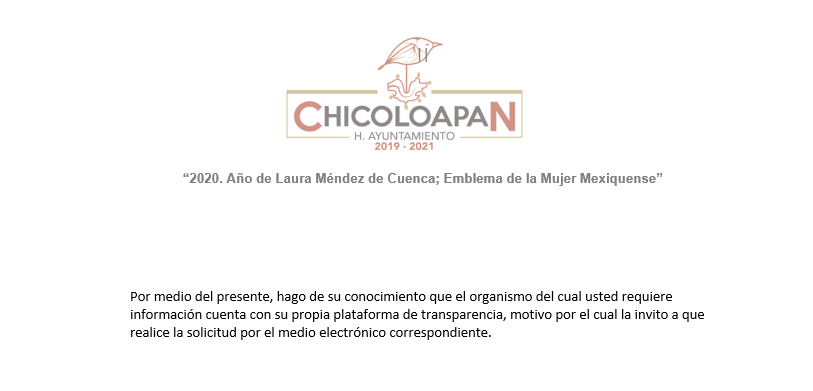 CHICOLOAPAN
H. AYUNTAMIENTO
2019 - 2021
“2020. Año de Laura Méndez de Cuenca; Emblema de la Mujer Mexiquense”
Por medio del presente, hago de su conocimiento que el organismo del cual usted requiere
información cuenta con su propia plataforma de transparencia, motivo por el cual la invito a que
realice la solicitud por el medio electrónico correspondiente.